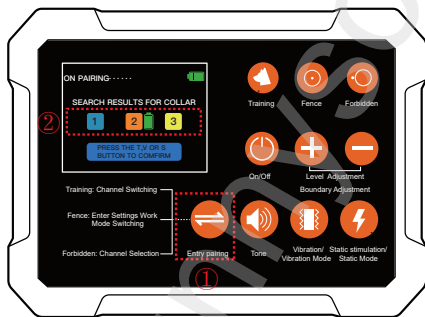 ON PAIRING······
SEARCH RESULTS FOR COLLAR
②
1
2
3
PRESS THE T,V OR S
BUTTON TO CONFIRM
Training
Fence
Forbidden
On/Off
Level Adjustment
Boundary Adjustment
Training: Channel Switching
Fence: Enter Settings Work
Mode Switching
Forbidden: Channel Selection
Entry pairing
Tone
Vibration/
Vibration Mode
Static stimulation/
Static Mode
①